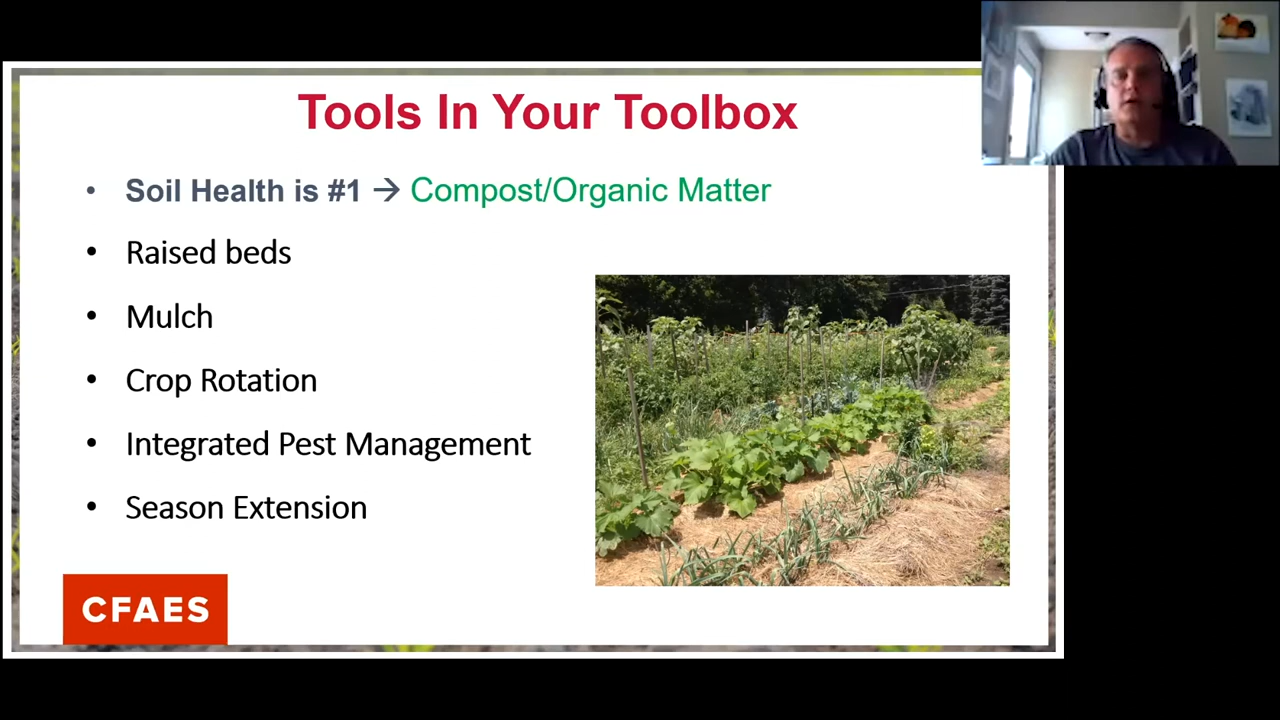 Tools In Your Toolbox
• Soil Health is #1 → Compost/Organic Matter
• Raised beds
• Mulch
• Crop Rotation
• Integrated Pest Management
• Season Extension
CFAES